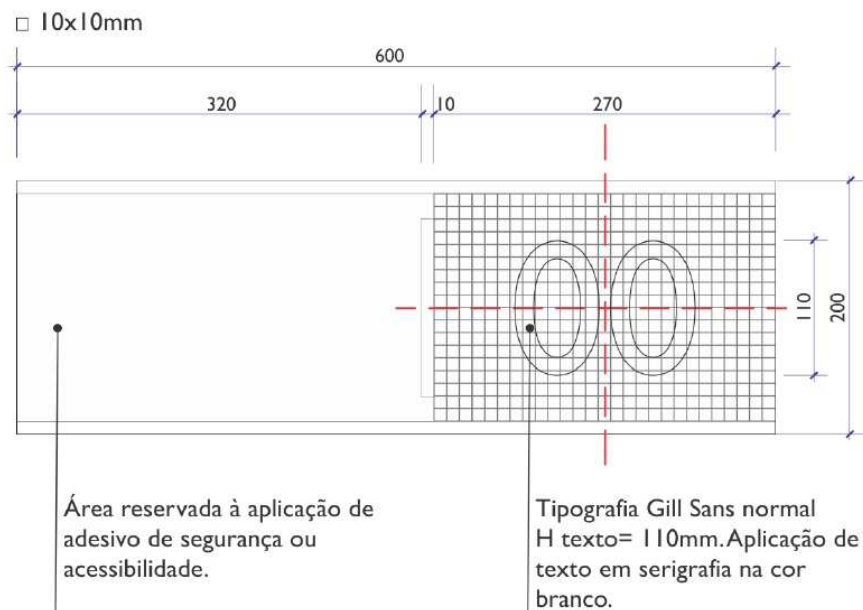 □ 10x10mm
600
320 10 270
00
110
200
Área reservada à aplicação de
adesivo de segurança ou
acessibilidade.
Tipografia Gill Sans normal
H texto= 110mm.Aplicação de
texto em serigrafia na cor
branco.